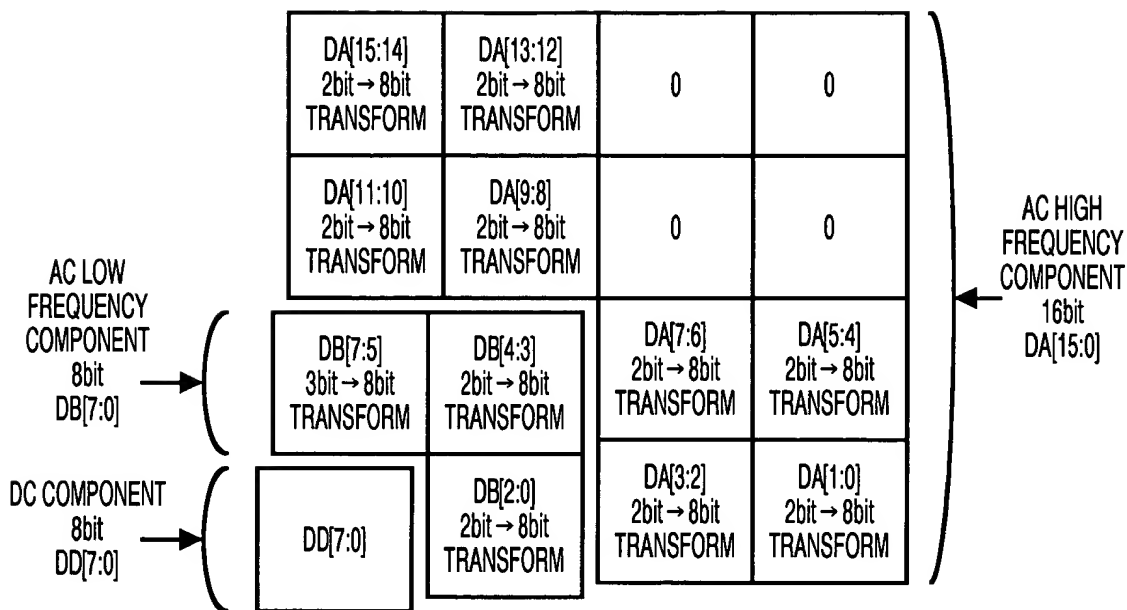 DA[15:14]
2bit→8bit
TRANSFORM
DA[13:12]
2bit→8bit
TRANSFORM
0
0
DA[11:10]
2bit→8bit
TRANSFORM
DA[9:8]
2bit→8bit
TRANSFORM
0
0
AC HIGH
FREQUENCY
COMPONENT
16bit
DA[15:0]
AC LOW
FREQUENCY
COMPONENT
8bit
DB[7:0]
DB[7:5]
3bit→8bit
TRANSFORM
DB[4:3]
2bit→8bit
TRANSFORM
DA[7:6]
2bit→8bit
TRANSFORM
DA[5:4]
2bit→8bit
TRANSFORM
DC COMPONENT
8bit
DD[7:0]
DD[7:0]
DB[2:0]
2bit→8bit
TRANSFORM
DA[3:2]
2bit→8bit
TRANSFORM
DA[1:0]
2bit→8bit
TRANSFORM